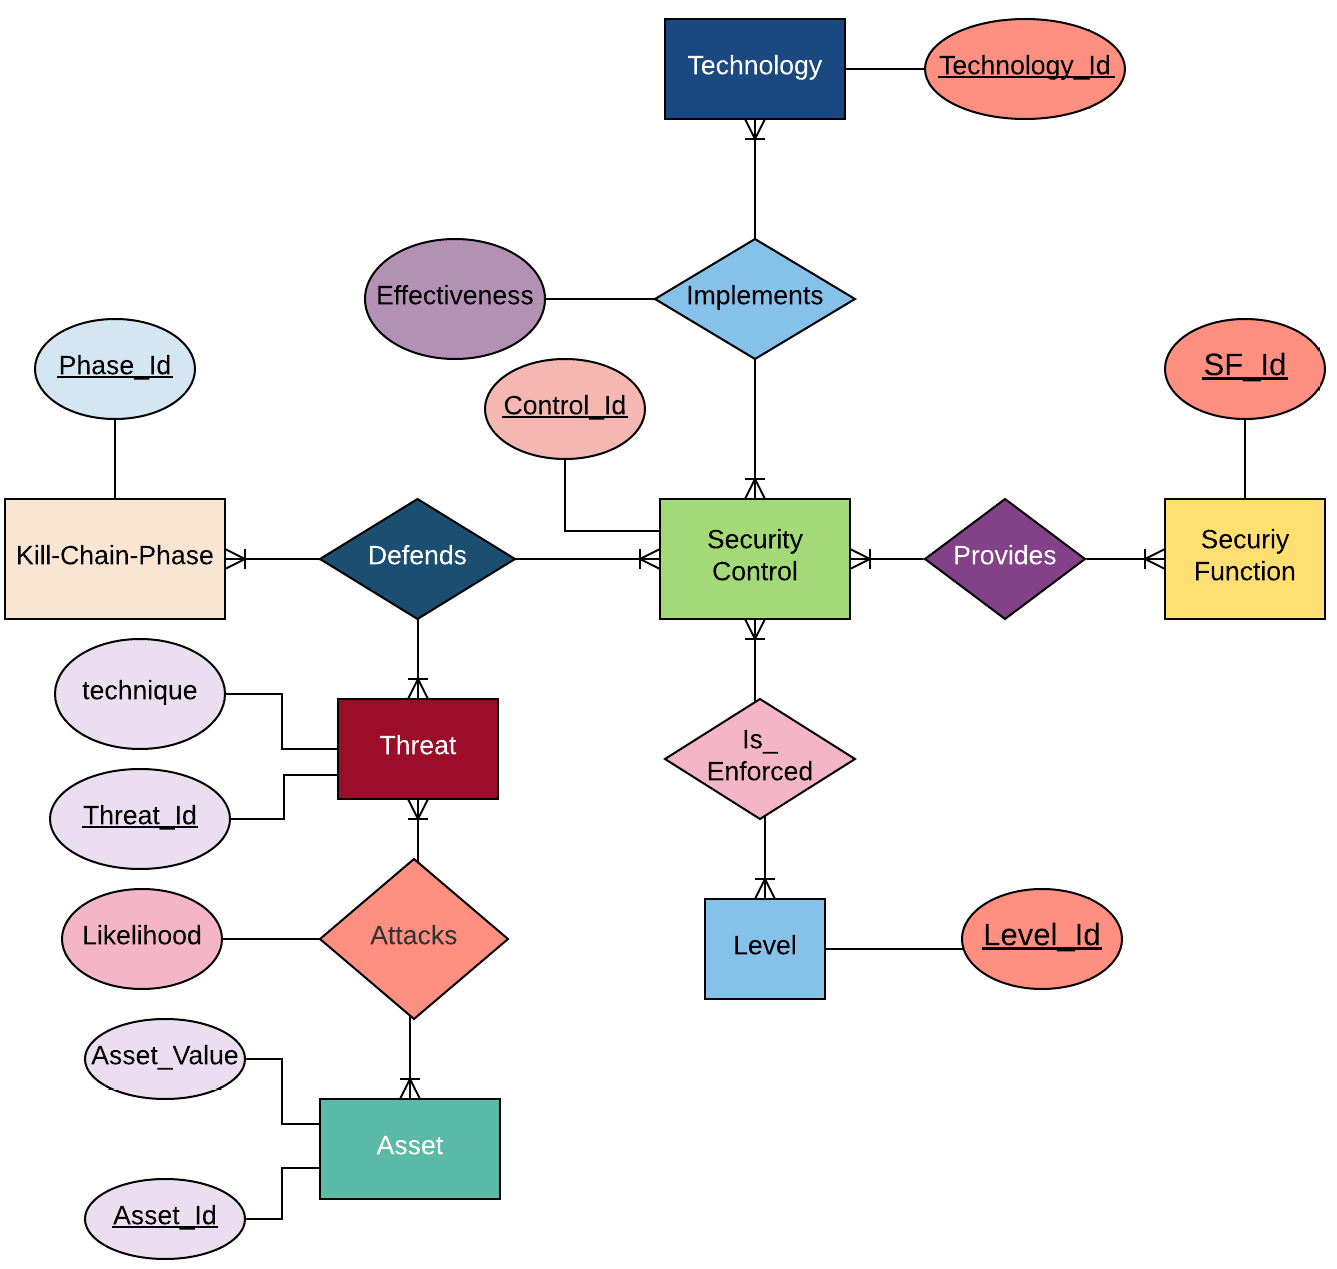 Technology
Technology_Id
Effectiveness
Implements
Phase_Id
Control_Id
SF_Id
Kill-Chain-Phase
Defends
Security
Control
Provides
Securiy
Function
technique
Threat
Threat_Id
Is_
Enforced
Likelihood
Attacks
Level
Level_Id
Asset_Value
Asset
Asset_Id